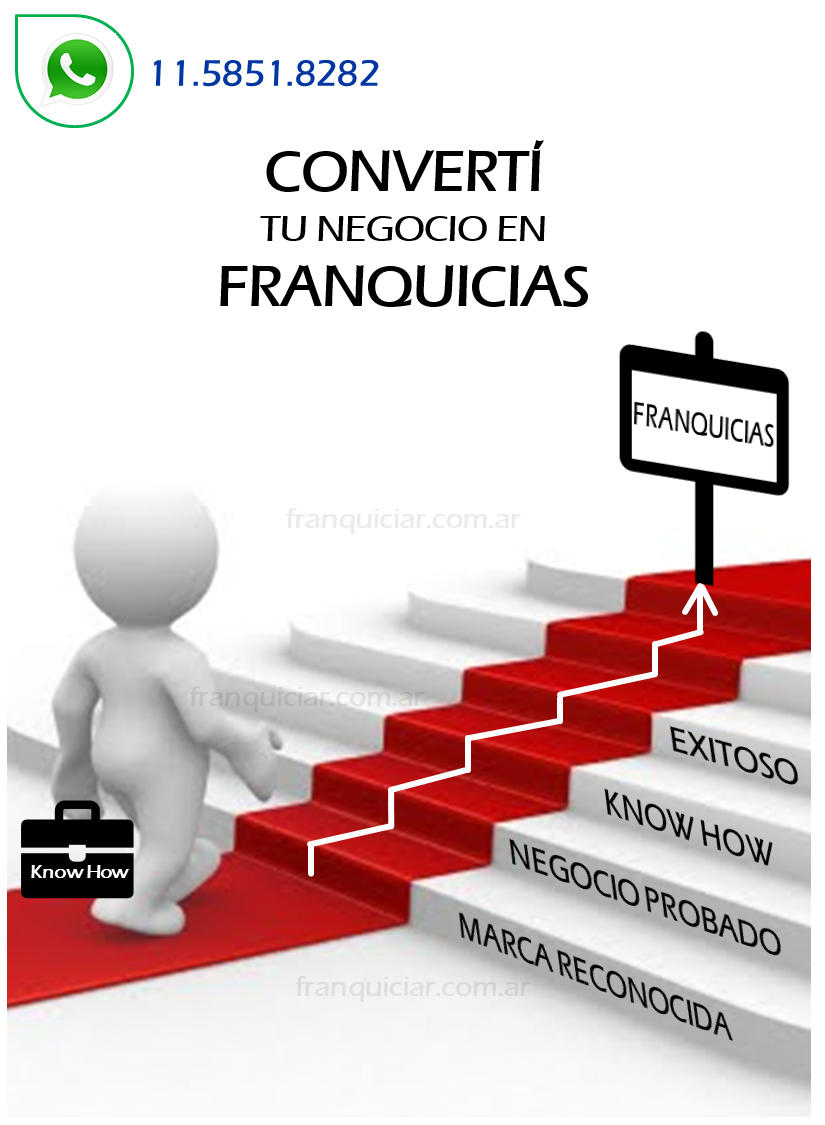 11.5851.8282
CONVERTÍ
TU NEGOCIO EN
FRANQUICIAS
FRANQUICIAS
franquiciar.com.ar
franquiciar.com.ar
EXITOSO
KNOW HOW
Know How
NEGOCIO PROBADO
MARCA RECONOCIDA
franquiciar.com.ar